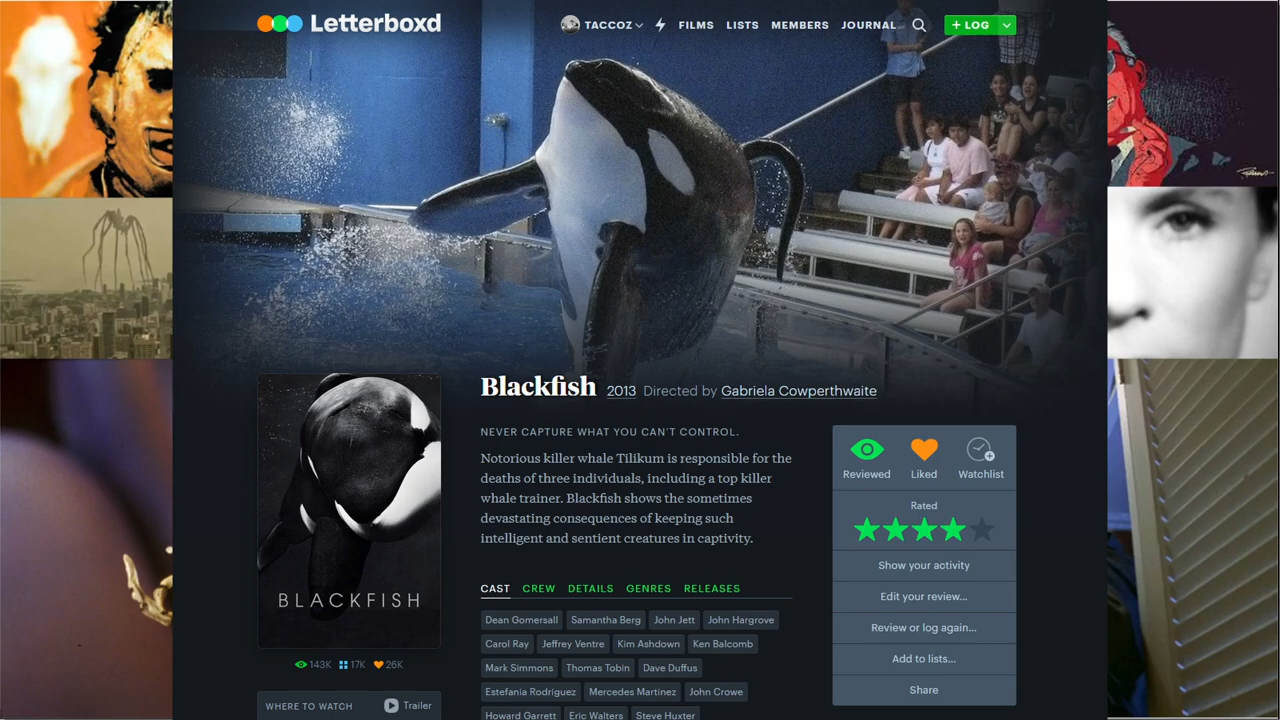 Letterboxd
TACCOZ
FILMS
LISTS
MEMBERS
JOURNAL
+ LOG
Blackfish 2013 Directed by Gabriela Cowperthwaite
NEVER CAPTURE WHAT YOU CAN'T CONTROL.
Notorious killer whale Tilikum is responsible for the
deaths of three individuals, including a top killer
whale trainer. Blackfish shows the sometimes
devastating consequences of keeping such
intelligent and sentient creatures in captivity.
Reviewed Liked Watchlist
Rated
Show your activity
Edit your review…
Review or log again…
Add to lists…
Share
BLACKFISH
143K 17K 26K
WHERE TO WATCH Trailer
CAST CREW DETAILS GENRES RELEASES
Dean Gomersall Samantha Berg John Jett John Hargrove
Carol Ray Jeffrey Ventre Kim Ashdown Ken Balcomb
Mark Simmons Thomas Tobin Dave Duffus
Estefania Rodriguez Mercedes Martinez John Crowe
Howard Garrett Eric Walters Steve Huxter